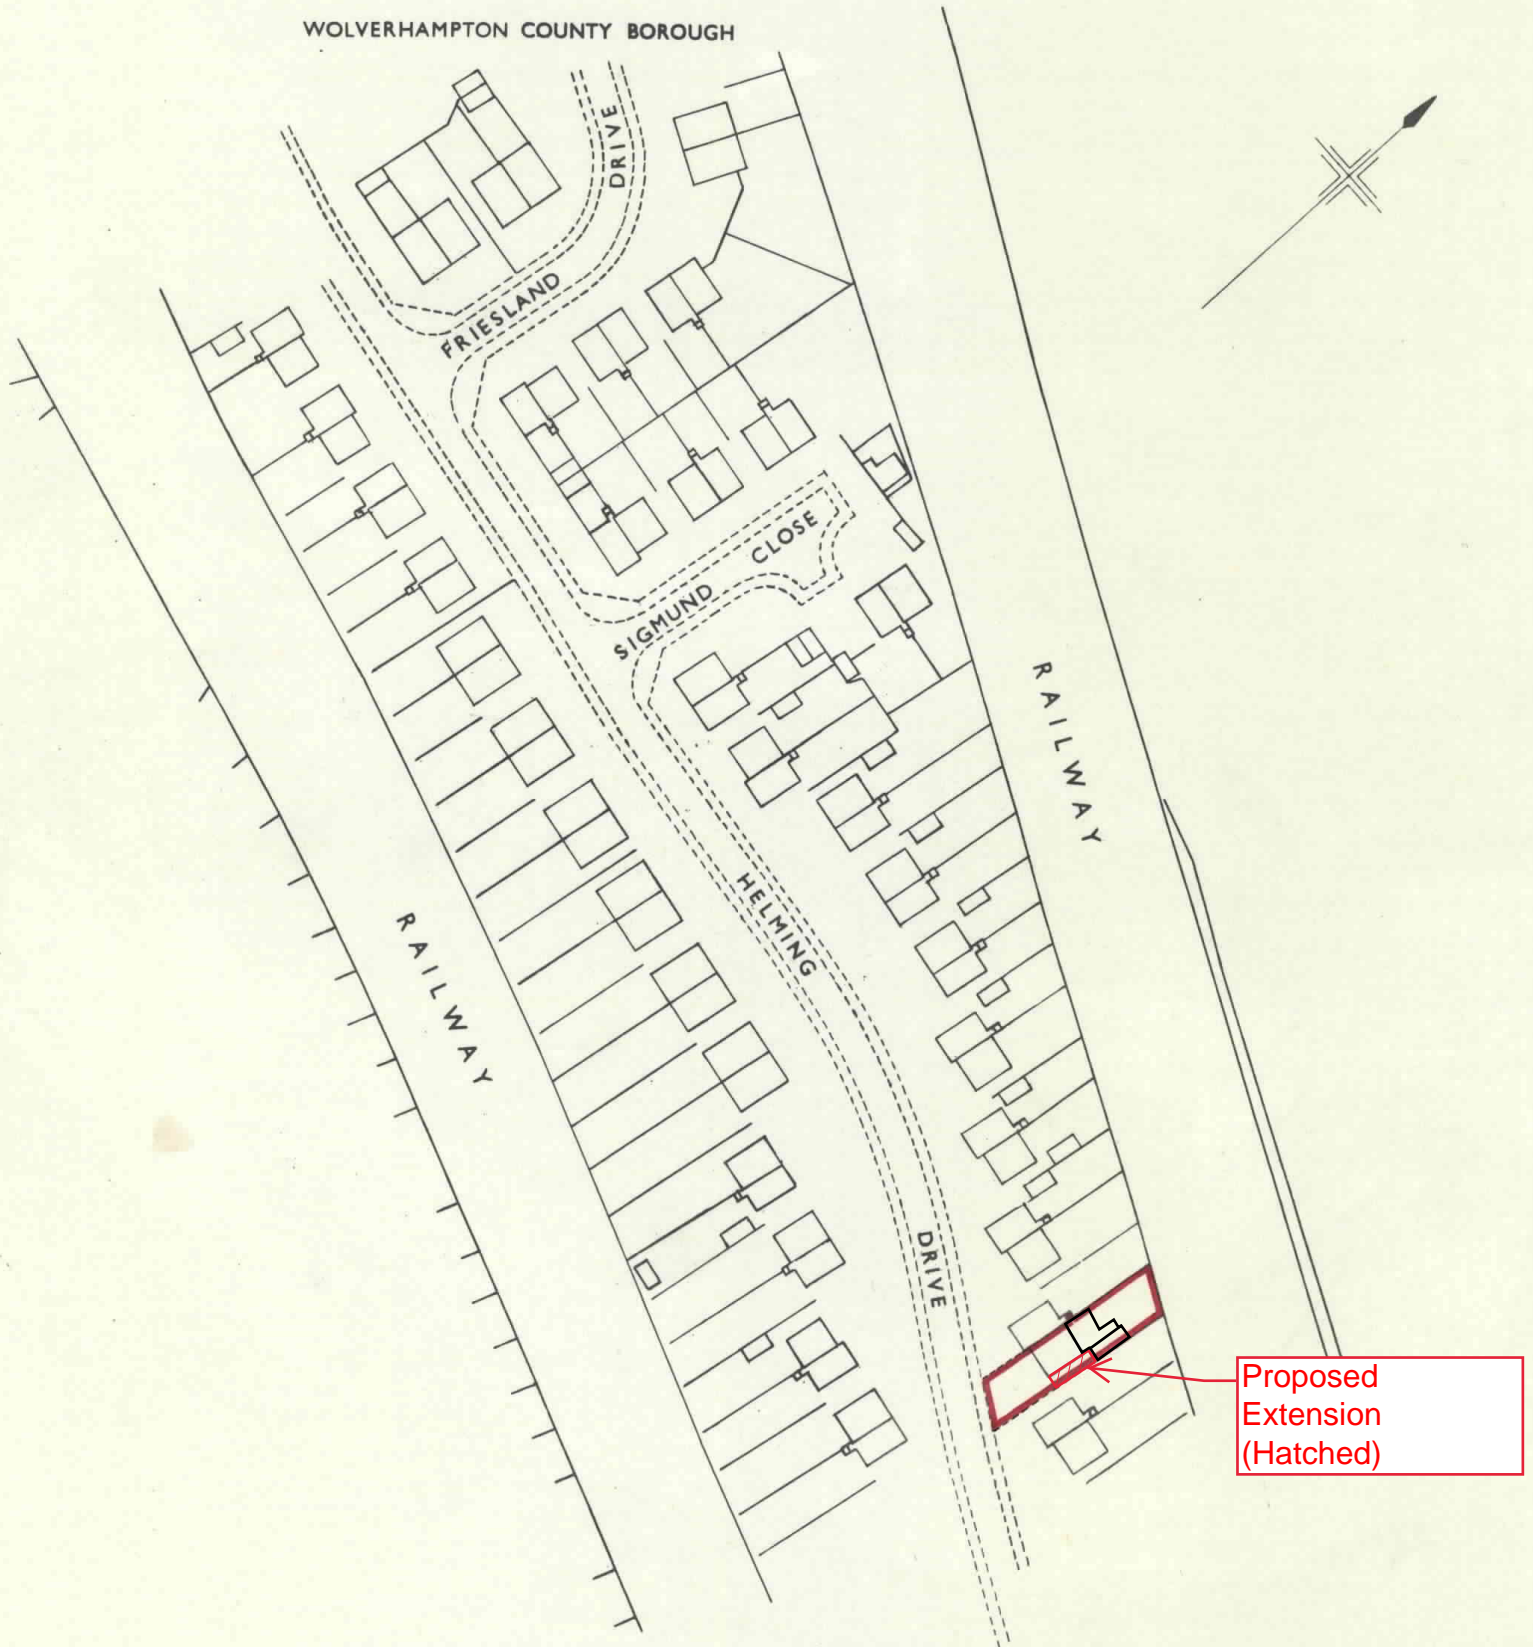 WOLVERHAMPTON COUNTY BOROUGH
DRIVE
FRIESLAND
CLOSE
SIGMUND
RAILWAY
HELMING
RAILWAY
DRIVE
Proposed
Extension
(Hatched)